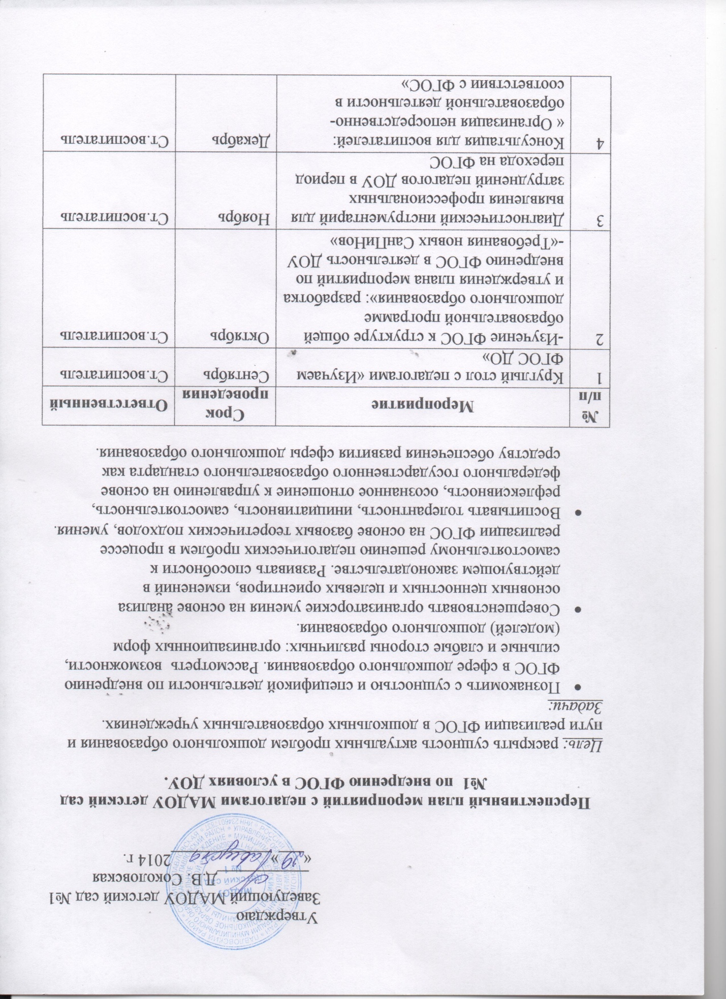 Утверждаю
Заведующий МАДОУ детский сад №1
Д.В. Соколовская
« 29 » августа 2014 г.
МАДОУ
детский сад
№ 1
Перспективный план мероприятий с педагогами МАДОУ детский сад
№1 по внедрению ФГОС в условиях ДОУ.
Цель: раскрыть сущность актуальных проблем дошкольного образования и
пути реализации ФГОС в дошкольных образовательных учреждениях.
Задачи:
• Познакомить с сущностью и спецификой деятельности по внедрению
ФГОС в сфере дошкольного образования. Рассмотреть возможности,
сильные и слабые стороны различных: организационных форм
(моделей) дошкольного образования.
• Совершенствовать организаторские умения на основе анализа
основных ценностных и целевых ориентиров, изменений в
действующем законодательстве. Развивать способности к
самостоятельному решению педагогических проблем в процессе
реализации ФГОС на основе базовых теоретических подходов, умения.
• Воспитывать толерантность, инициативность, самостоятельность,
рефлексивность, осознанное отношение к управлению на основе
федерального государственного образовательного стандарта как
средству обеспечения развития сферы дошкольного образования.
№ п/п Мероприятие Срок проведения Ответственный
1 Круглый стол с педагогами «Изучаем Сентябрь Ст.воспитатель
ФГОС ДО»
2 -Изучение ФГОС к структуре общей Октябрь Ст.воспитатель
образовательной программе
дошкольного образования»: разработка
и утверждения плана мероприятий по
внедрению ФГОС в деятельность ДОУ
-«Требования новых СанПиНов»
3 Диагностический инструментарий для Ноябрь Ст.воспитатель
выявления профессиональных
затруднений педагогов ДОУ в период
перехода на ФГОС
4 Консультация для воспитателей: Декабрь Ст.воспитатель
« Организация непосредственно-
образовательной деятельности в
соответствии с ФГОС»